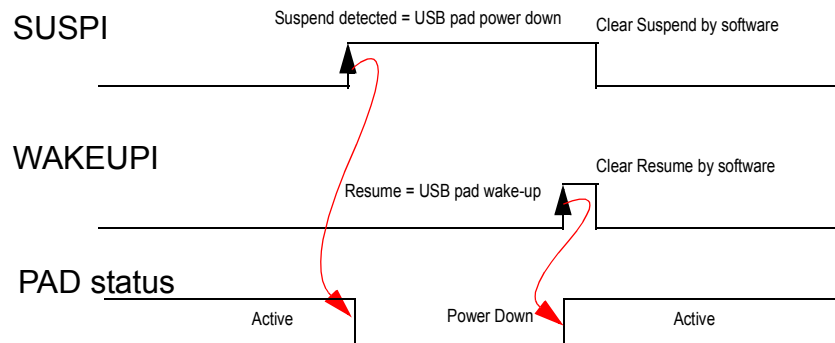 SUSPI
Suspend detected = USB pad power down
Clear Suspend by software
WAKEUPI
Clear Resume by software
Resume = USB pad wake-up
PAD status
Active
Power Down
Active